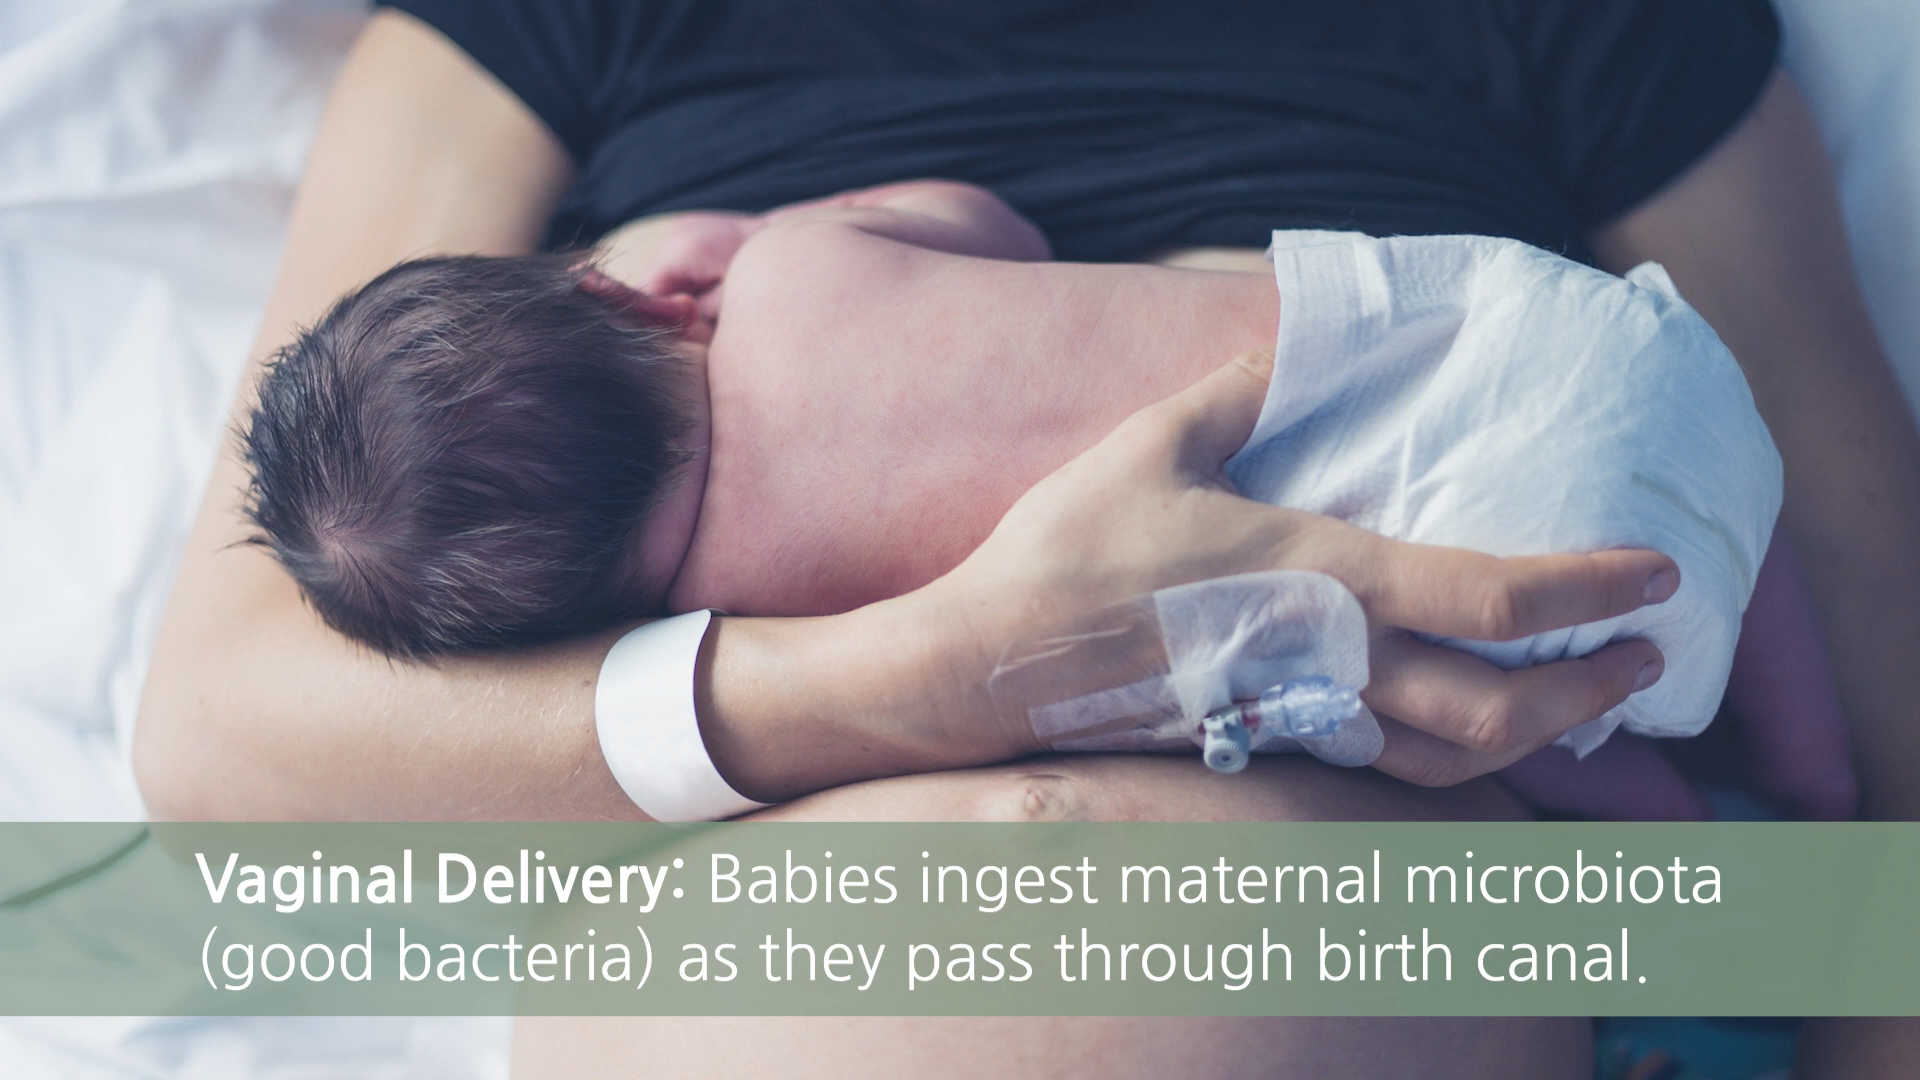 Vaginal Delivery: Babies ingest maternal microbiota
(good bacteria) as they pass through birth canal.